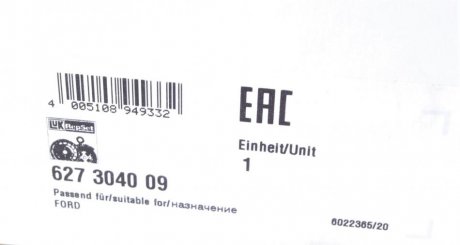 4 005108 949332
EAC
LuK RepSet
Einheit/Unit
1
627 3040 09
Passend für/suitable for/назначение
FORD
6022365/20